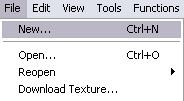 File Edit View Tools Functions
New... Ctrl+N
Open... Ctrl+O
Reopen
Download Texture...